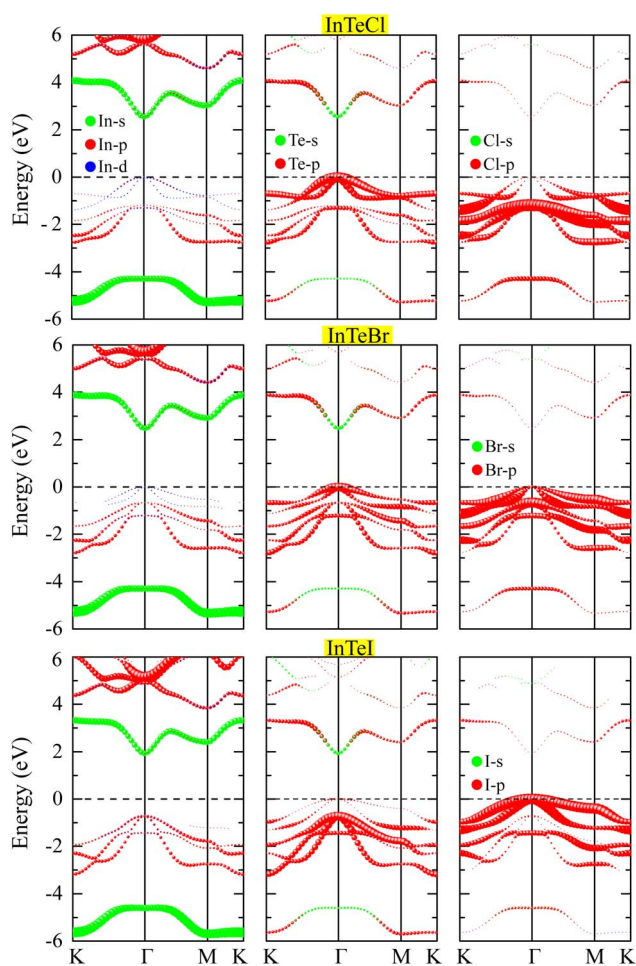 InTeCl
6
4
2
0
-2
-4
-6
Energy (eV)
In-s
In-p
In-d
Te-s
Te-p
Cl-s
Cl-p
InTeBr
6
4
2
0
-2
-4
-6
Energy (eV)
Br-s
Br-p
InTeI
6
4
2
0
-2
-4
-6
Energy (eV)
I-s
I-p
K Γ M K K Γ M K K Γ M K